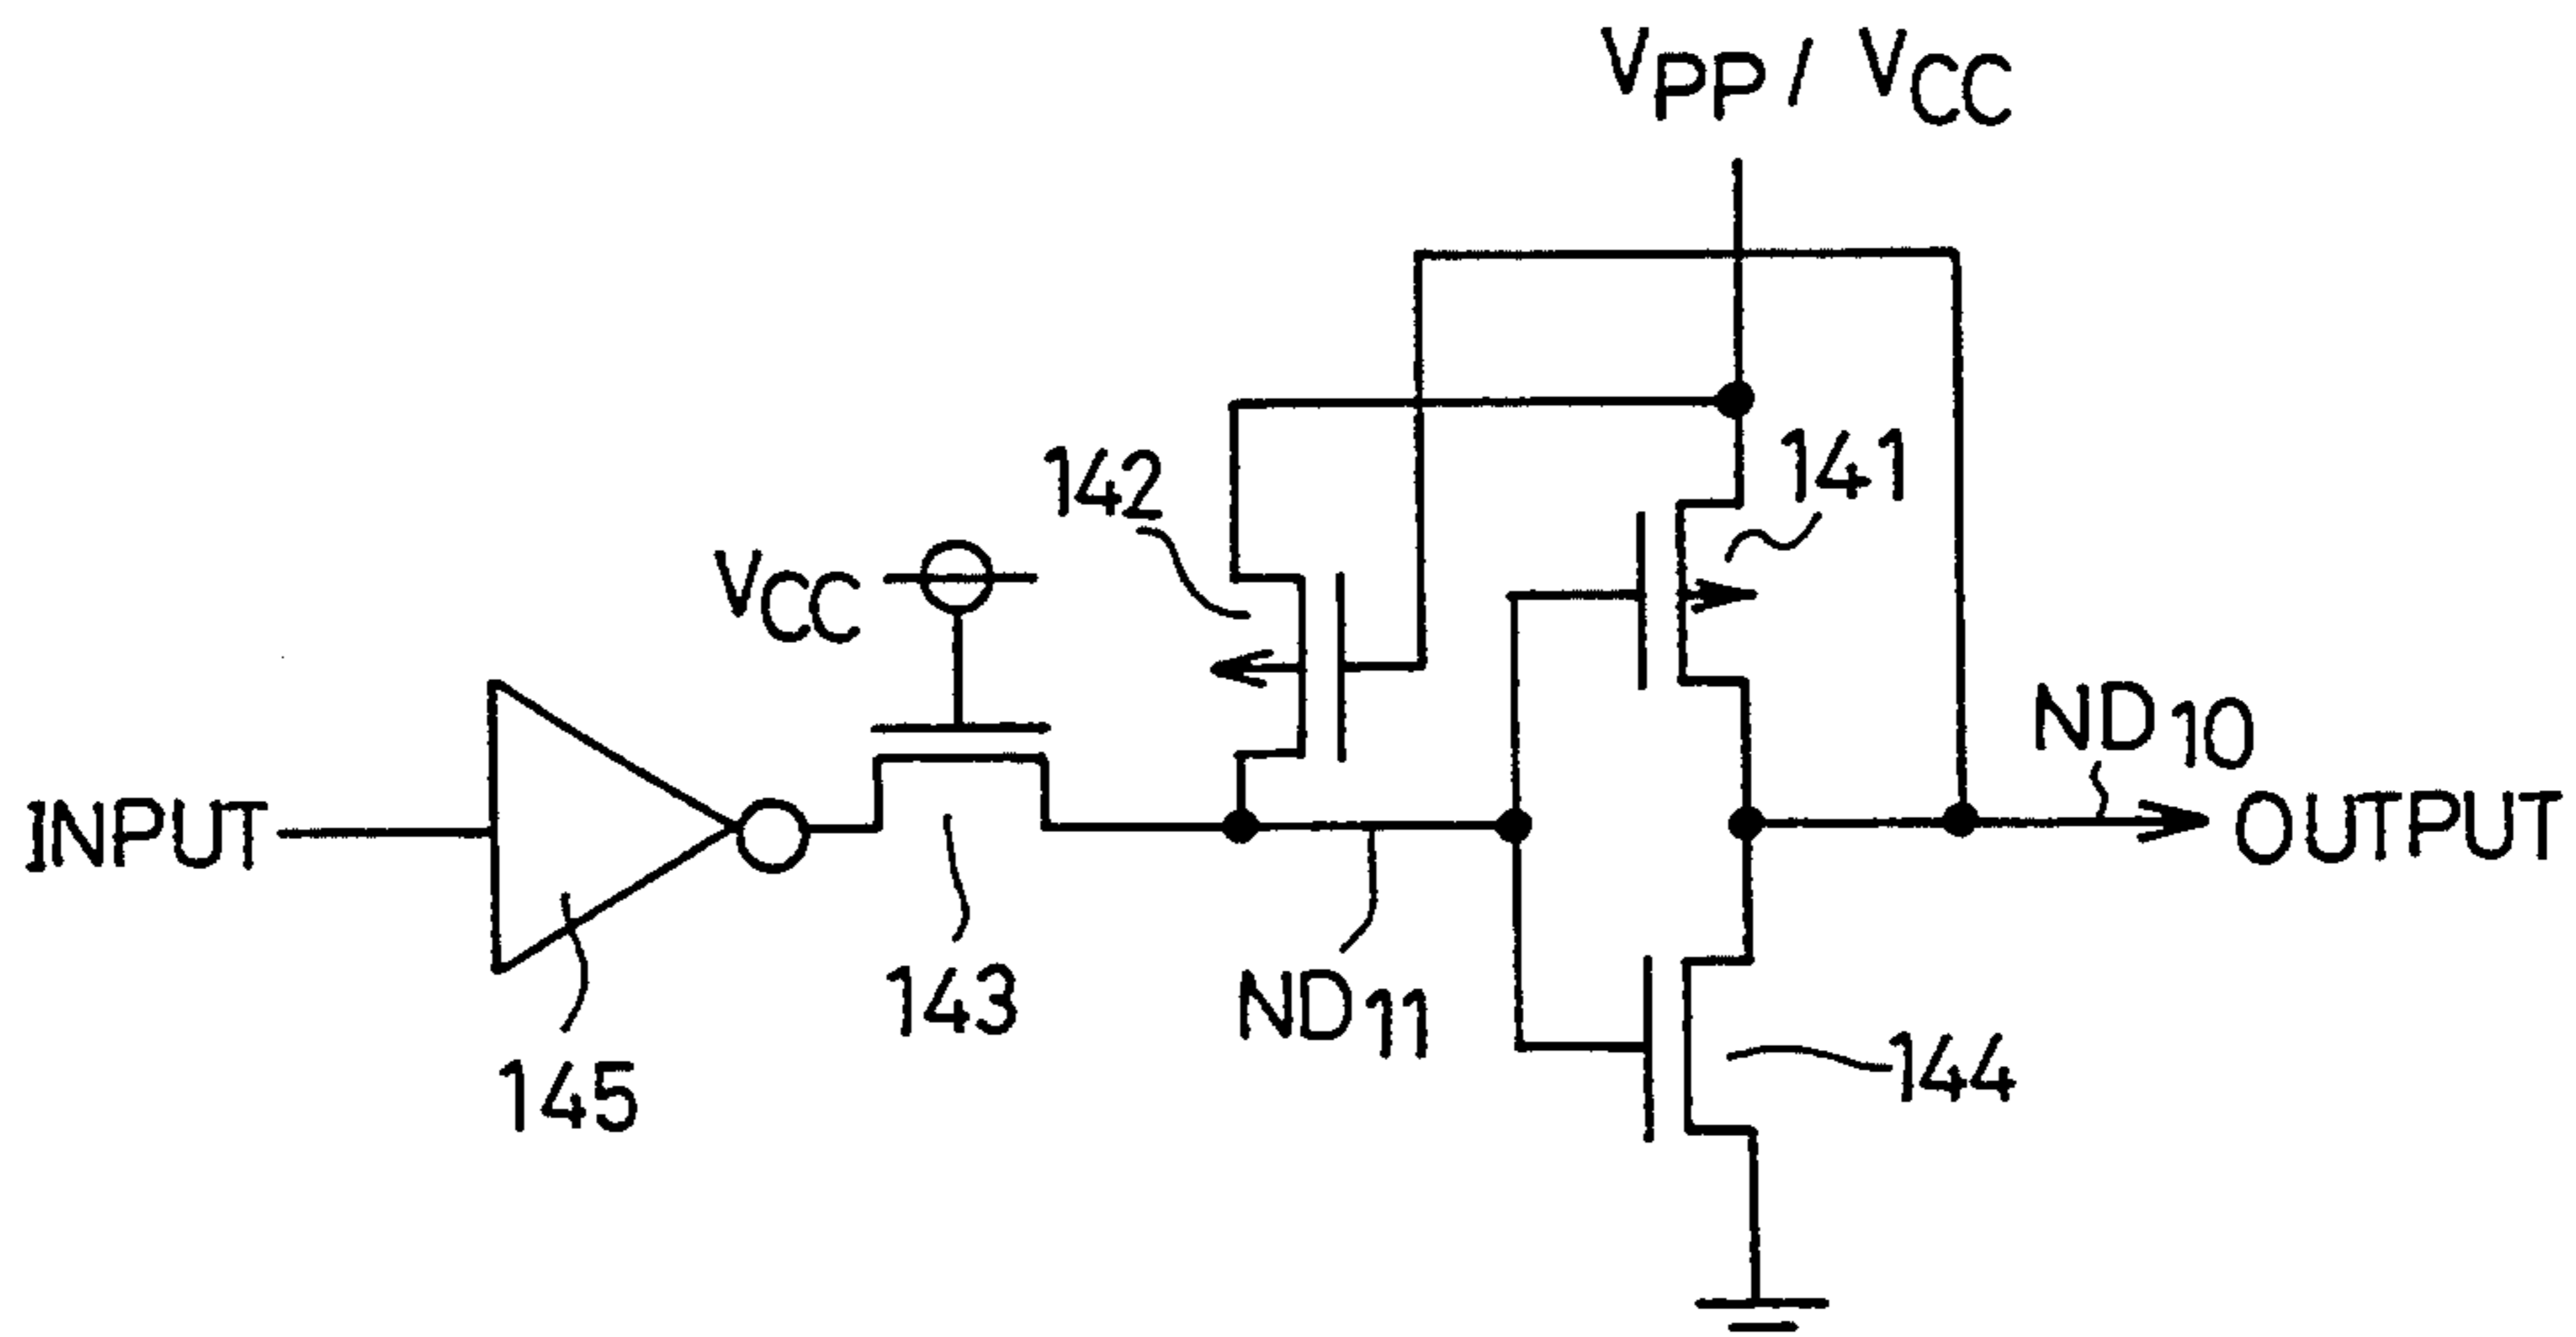 VPP / VCC
142
141
VCC
ND10
INPUT
OUTPUT
143
ND11
145
144